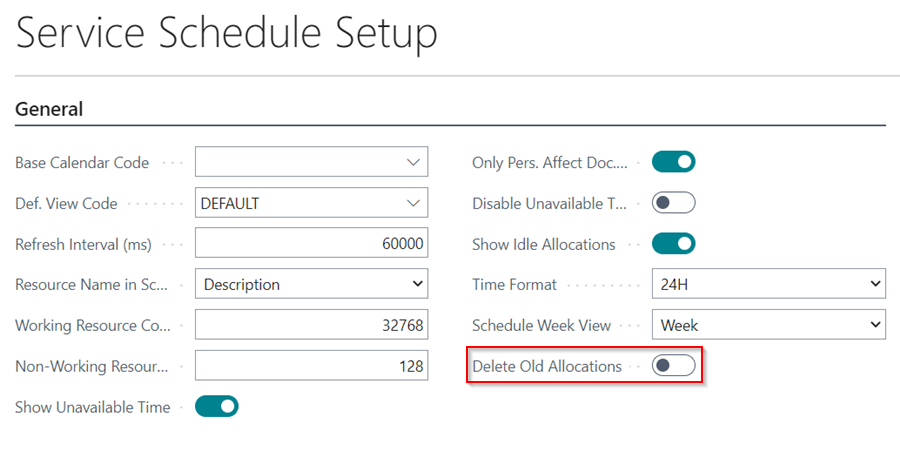 Service Schedule Setup
General
Base Calendar Code
Def. View Code DEFAULT
Refresh Interval (ms) 60000
Resource Name in Sc... Description
Working Resource Co... 32768
Non-Working Resour... 128
Show Unavailable Time
Only Pers. Affect Doc....
Disable Unavailable T...
Show Idle Allocations
Time Format 24H
Schedule Week View Week
Delete Old Allocations